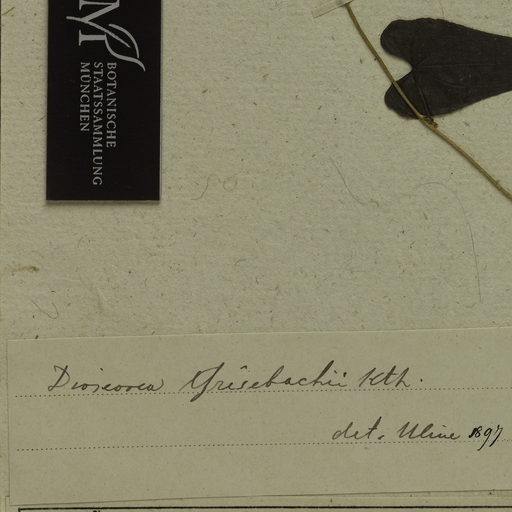 M
BOTANISCHE
STAATSSAMMLUNG
MÜNCHEN
Dioscorea Grisebachii Kth.
det. Uline 1897